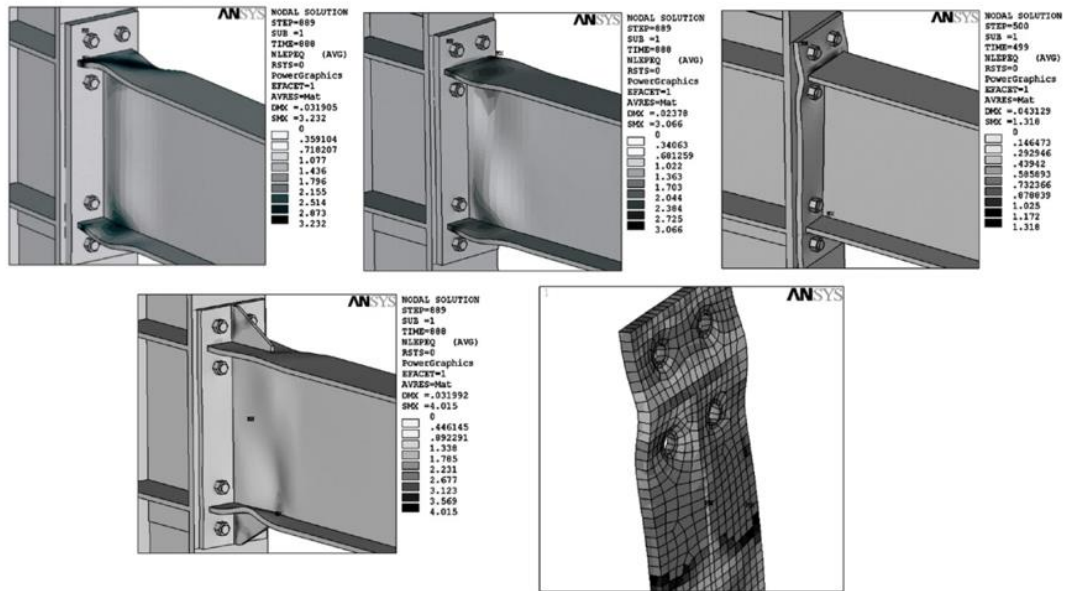 ANSYS
NODAL SOLUTION
STEP=889
SUB =1
TIME=888
NLEPEQ (AVG)
RSYS=0
PowerGraphics
EFACET=1
AVRES=Mat
DMX =.031905
SMX =3.232
0
.359104
.718207
1.077
1.436
1.796
2.155
2.514
2.873
3.232
ANSYS
NODAL SOLUTION
STEP=889
SUB =1
TIME=888
NLEPEQ (AVG)
RSYS=0
PowerGraphics
EFACET=1
AVRES=Mat
DMX =.02378
SMX =3.066
0
.34063
.681259
1.022
1.363
1.703
2.044
2.384
2.725
3.066
ANSYS
NODAL SOLUTION
STEP=500
SUB =1
TIME=499
NLEPEQ (AVG)
RSYS=0
PowerGraphics
EFACET=1
AVRES=Mat
DMX =.043129
SMX =1.318
0
.146473
.292946
.43942
.585893
.732366
.878839
1.025
1.172
1.318
ANSYS
NODAL SOLUTION
STEP=889
SUB =1
TIME=888
NLEPEQ (AVG)
RSYS=0
PowerGraphics
EFACET=1
AVRES=Mat
DMX =.031992
SMX =4.015
0
.446145
.892291
1.338
1.785
2.231
2.677
3.123
3.569
4.015
1
ANSYS